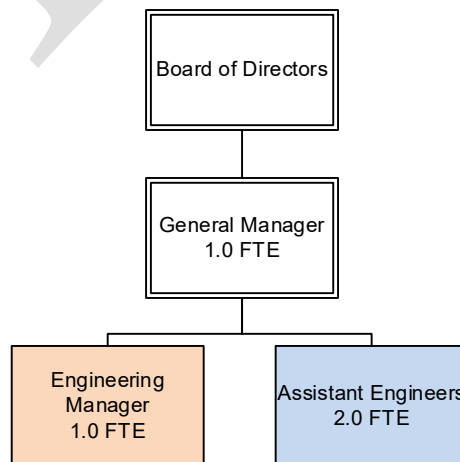 Board of Directors
General Manager
1.0 FTE
Engineering
Manager
1.0 FTE
Assistant Engineers
2.0 FTE